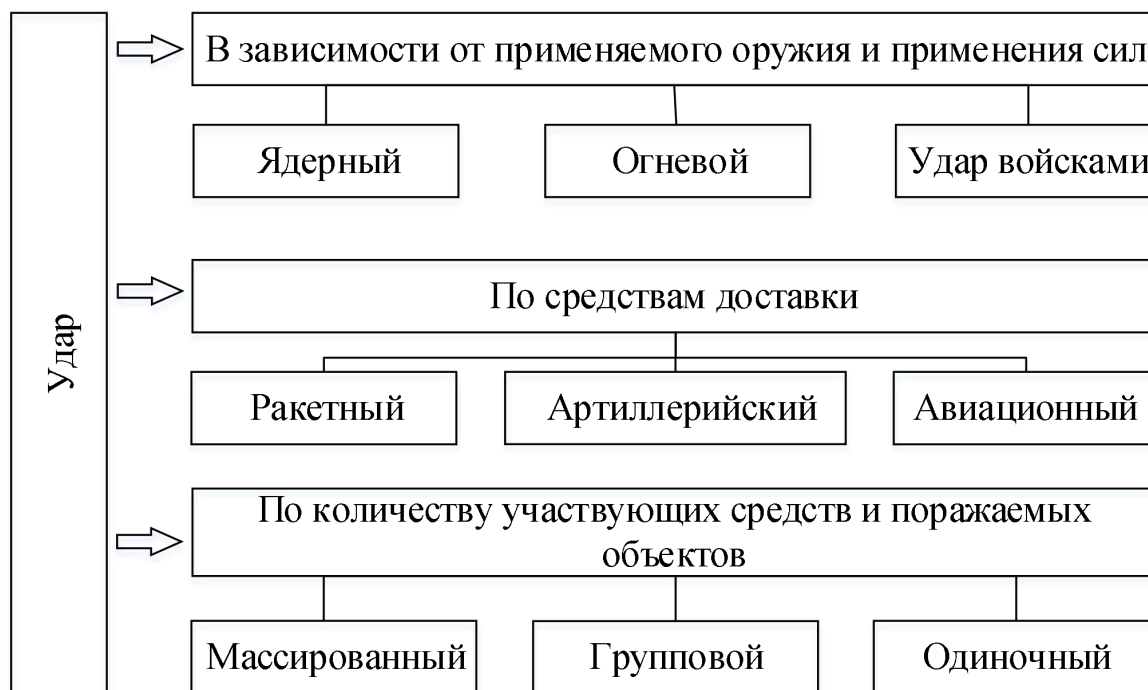 Удар
В зависимости от применяемого оружия и применения сил
Ядерный
Огневой
Удар войсками
По средствам доставки
Ракетный
Артиллерийский
Авиационный
По количеству участвующих средств и поражаемых
объектов
Массированный
Групповой
Одиночный